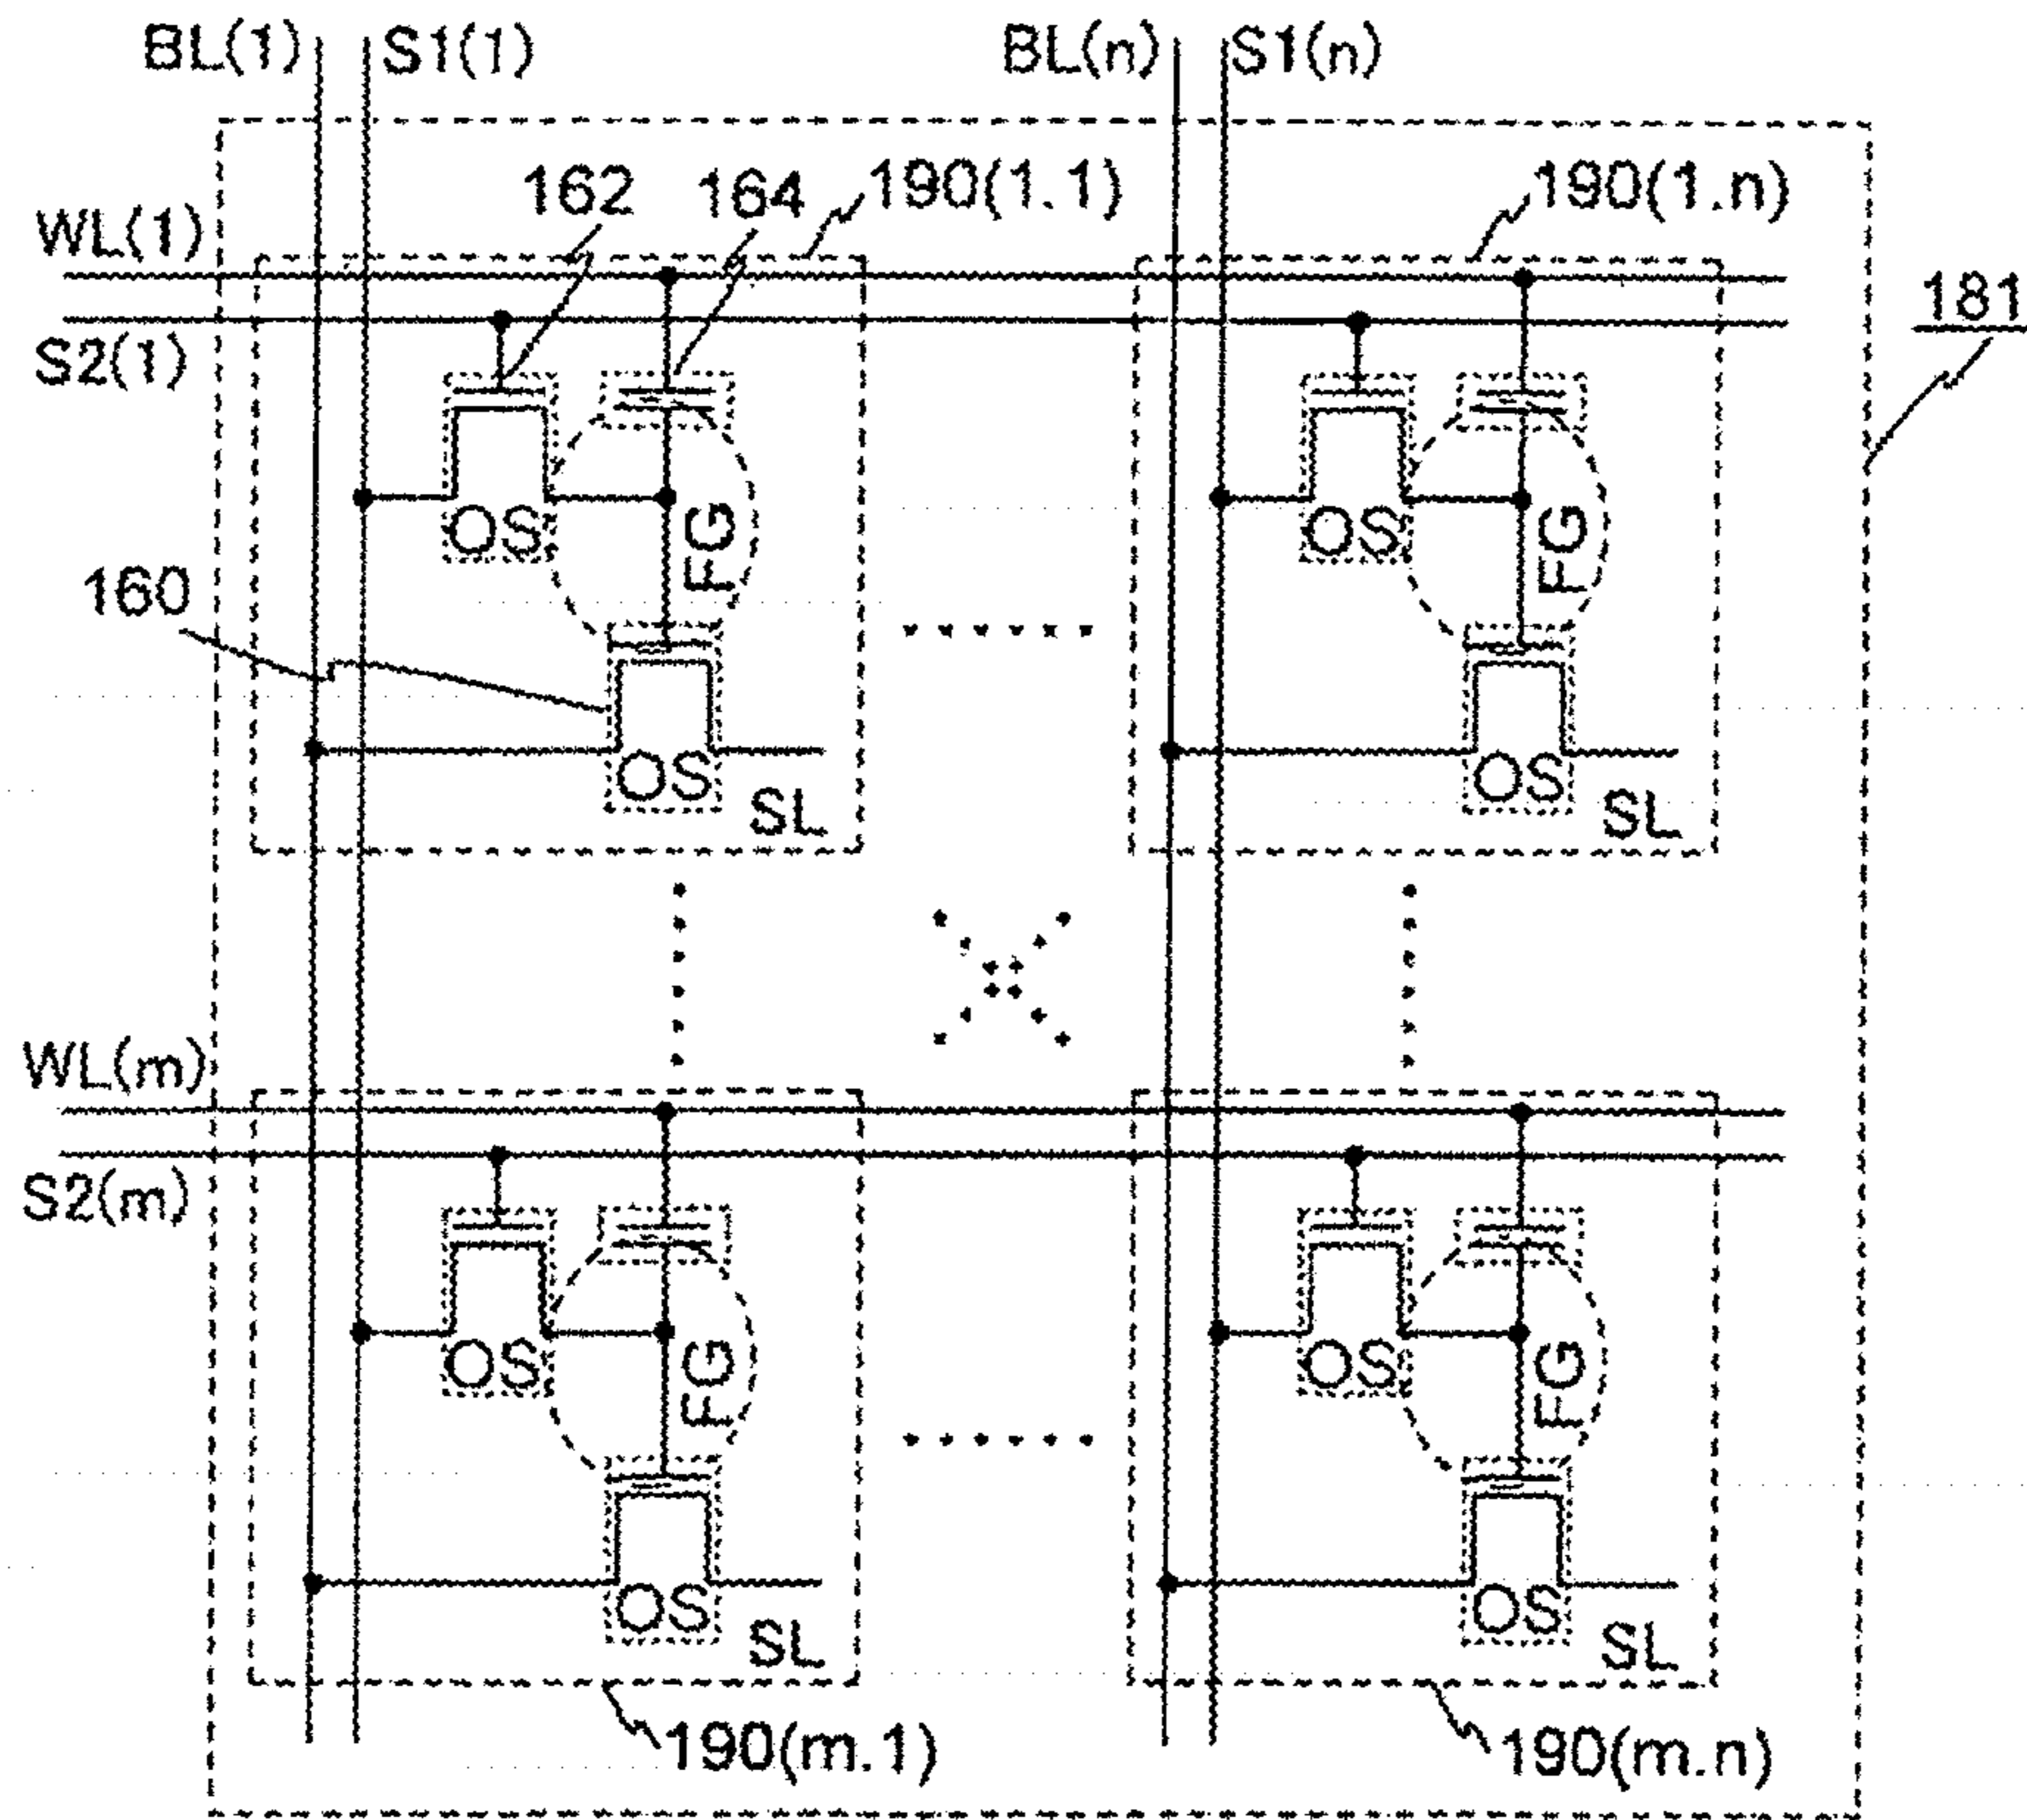 BL(1) S1(1) BL(n) S1(n)
162 164 190(1.1) 190(1.n)
WL(1)
181
S2(1)
OS FG OS FG
160
OS OS
SL SL
WL(m)
S2(m)
OS FG OS FG
OS OS
SL SL
190(m.1) 190(m.n)